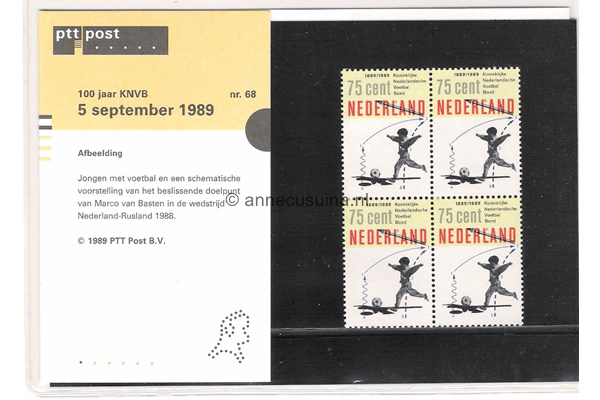 ptt post
100 jaar KNVB nr. 68
5 september 1989
Afbeelding
Jongen met voetbal en een schematische
voorstelling van het beslissende doelpunt
van Marco van Basten in de wedstrijd
Nederland-Rusland 1988.
© 1989 PTT Post B.V.
© annecusuina.nl
1889/1989 Koninklijke
75 cent Nederlandsche
Voetbal
Bond
NEDERLAND
1889/1989 Koninklijke
75 cent Nederlandsche
Voetbal
Bond
NEDERLAND
1889/1989 Koninklijke
75 cent Nederlandsche
Voetbal
Bond
NEDERLAND
1889/1989 Koninklijke
75 cent Nederlandsche
Voetbal
Bond
NEDERLAND